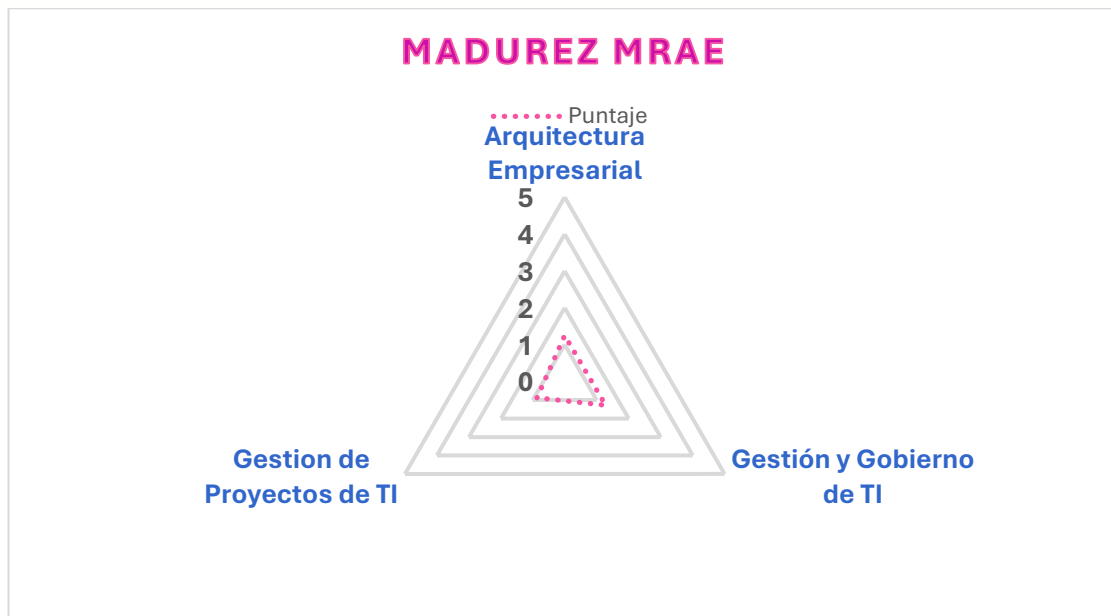 MADUREZ MRAE
Puntaje
Arquitectura
Empresarial
5
4
3
2
1
0
Gestion de
Proyectos de TI
Gestión y Gobierno
de TI